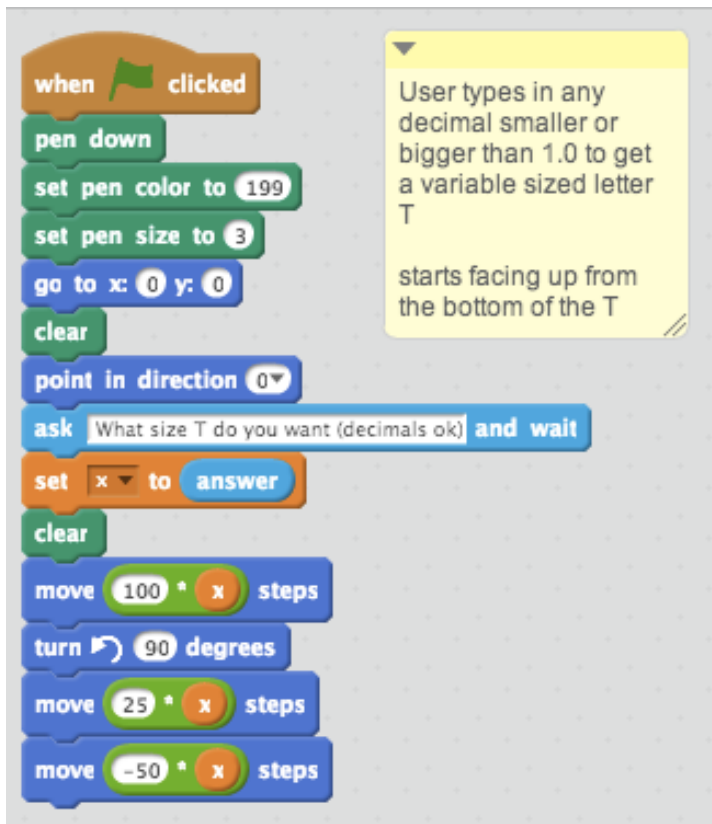 when clicked
pen down
set pen color to 199
set pen size to 3
go to x: 0 y: 0
clear
point in direction 0
ask What size T do you want (decimals ok) and wait
set x to answer
clear
move 100 * x steps
turn 90 degrees
move 25 * x steps
move -50 * x steps
User types in any
decimal smaller or
bigger than 1.0 to get
a variable sized letter
T
starts facing up from
the bottom of the T